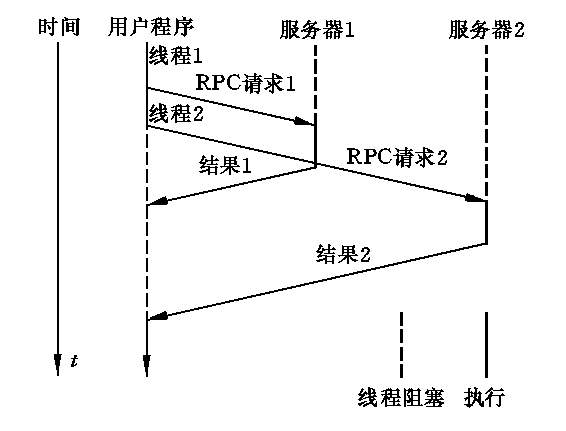 时间 用户程序 服务器1 服务器2
线程1
RPC请求1
线程2
RPC请求2
结果1
结果2
t
线程阻塞 执行